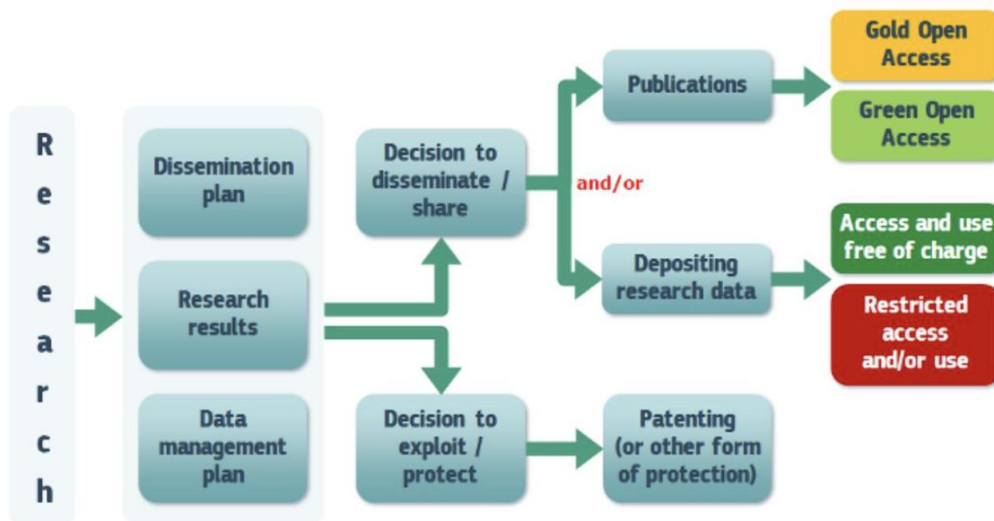 Research
Dissemination
plan
Research
results
Data
management
plan
Decision to
disseminate /
share
Decision to
exploit /
protect
and/or
Publications
Depositing
research data
Patenting
(or other form
of protection)
Gold Open
Access
Green Open
Access
Access and use
free of charge
Restricted
access
and/or use